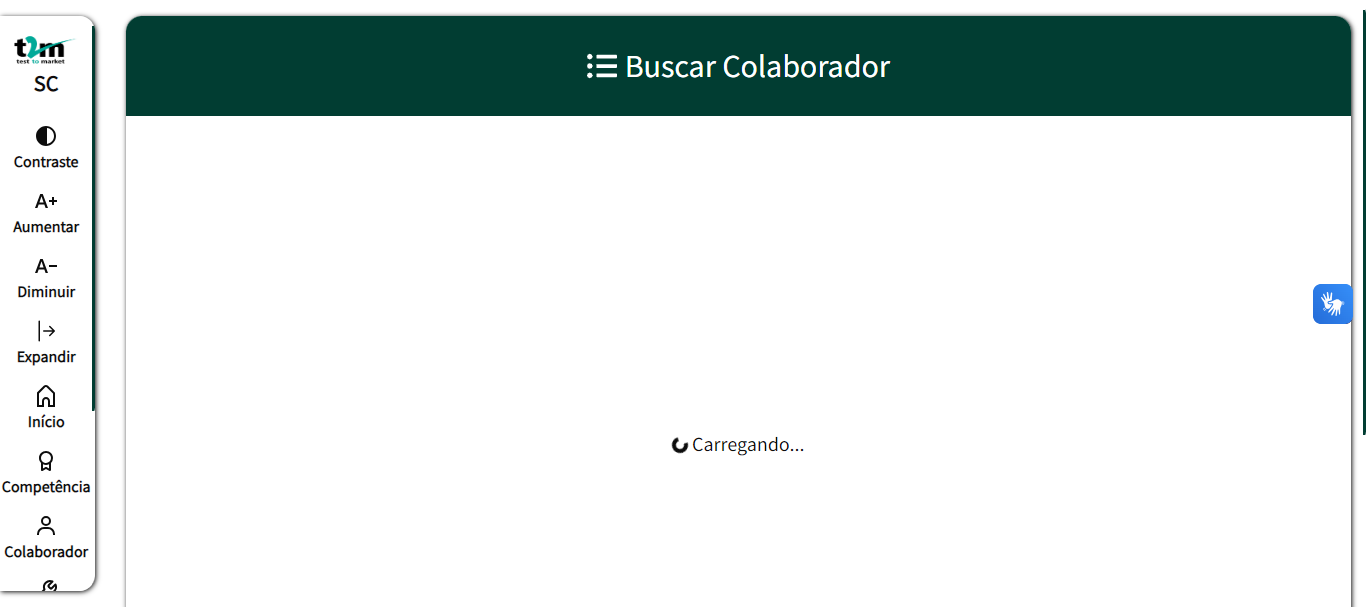 t2m
test to market
SC
Contraste
A+
Aumentar
A-
Diminuir
Expandir
Início
Competência
Colaborador
Buscar Colaborador
Carregando...